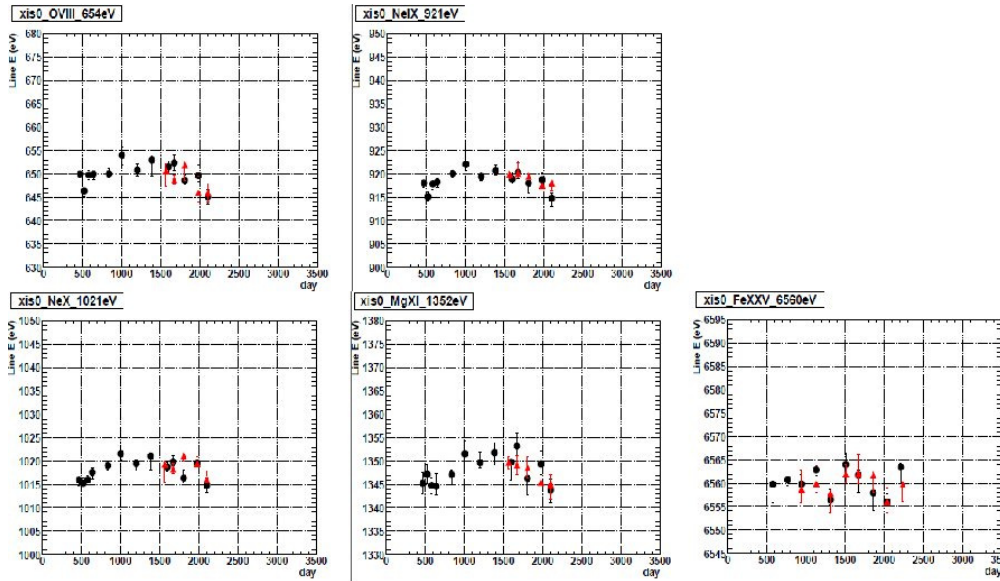 xis0_OVIII_654eV
Line E (eV)
680
675
670
665
660
655
650
645
640
635
630
0 500 1000 1500 2000 2500 3000 3500
day
xis0_NeIX_921eV
Line E (eV)
950
945
940
935
930
925
920
915
910
905
900
0 500 1000 1500 2000 2500 3000 3500
day
xis0_NeX_1021eV
Line E (eV)
1050
1045
1040
1035
1030
1025
1020
1015
1010
1005
1000
0 500 1000 1500 2000 2500 3000 3500
day
xis0_MgXI_1352eV
Line E (eV)
1380
1375
1370
1365
1360
1355
1350
1345
1340
1335
1330
0 500 1000 1500 2000 2500 3000 3500
day
xis0_FeXXV_6560eV
Line E (eV)
6595
6590
6585
6580
6575
6570
6565
6560
6555
6550
6545
0 500 1000 1500 2000 2500 3000 3500
day